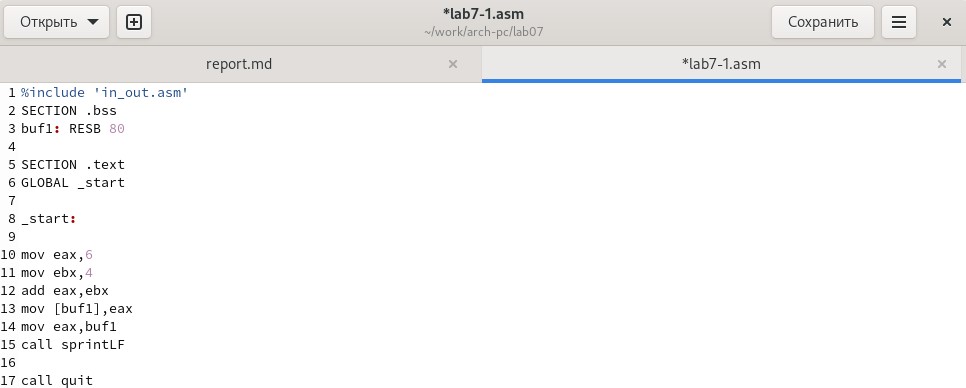 Открыть
*lab7-1.asm
~/work/arch-pc/lab07
Сохранить
report.md
*lab7-1.asm
1 %include 'in_out.asm'
2 SECTION .bss
3 buf1: RESB 80
4
5 SECTION .text
6 GLOBAL _start
7
8 _start:
9
10 mov eax,6
11 mov ebx,4
12 add eax,ebx
13 mov [buf1],eax
14 mov eax,buf1
15 call sprintLF
16
17 call quit